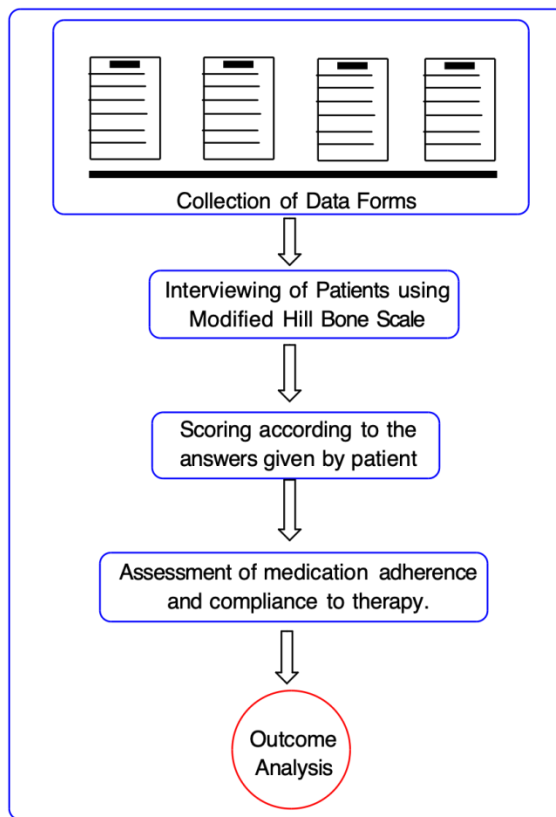 Collection of Data Forms
Interviewing of Patients using
Modified Hill Bone Scale
Scoring according to the
answers given by patient
Assessment of medication adherence
and compliance to therapy.
Outcome
Analysis